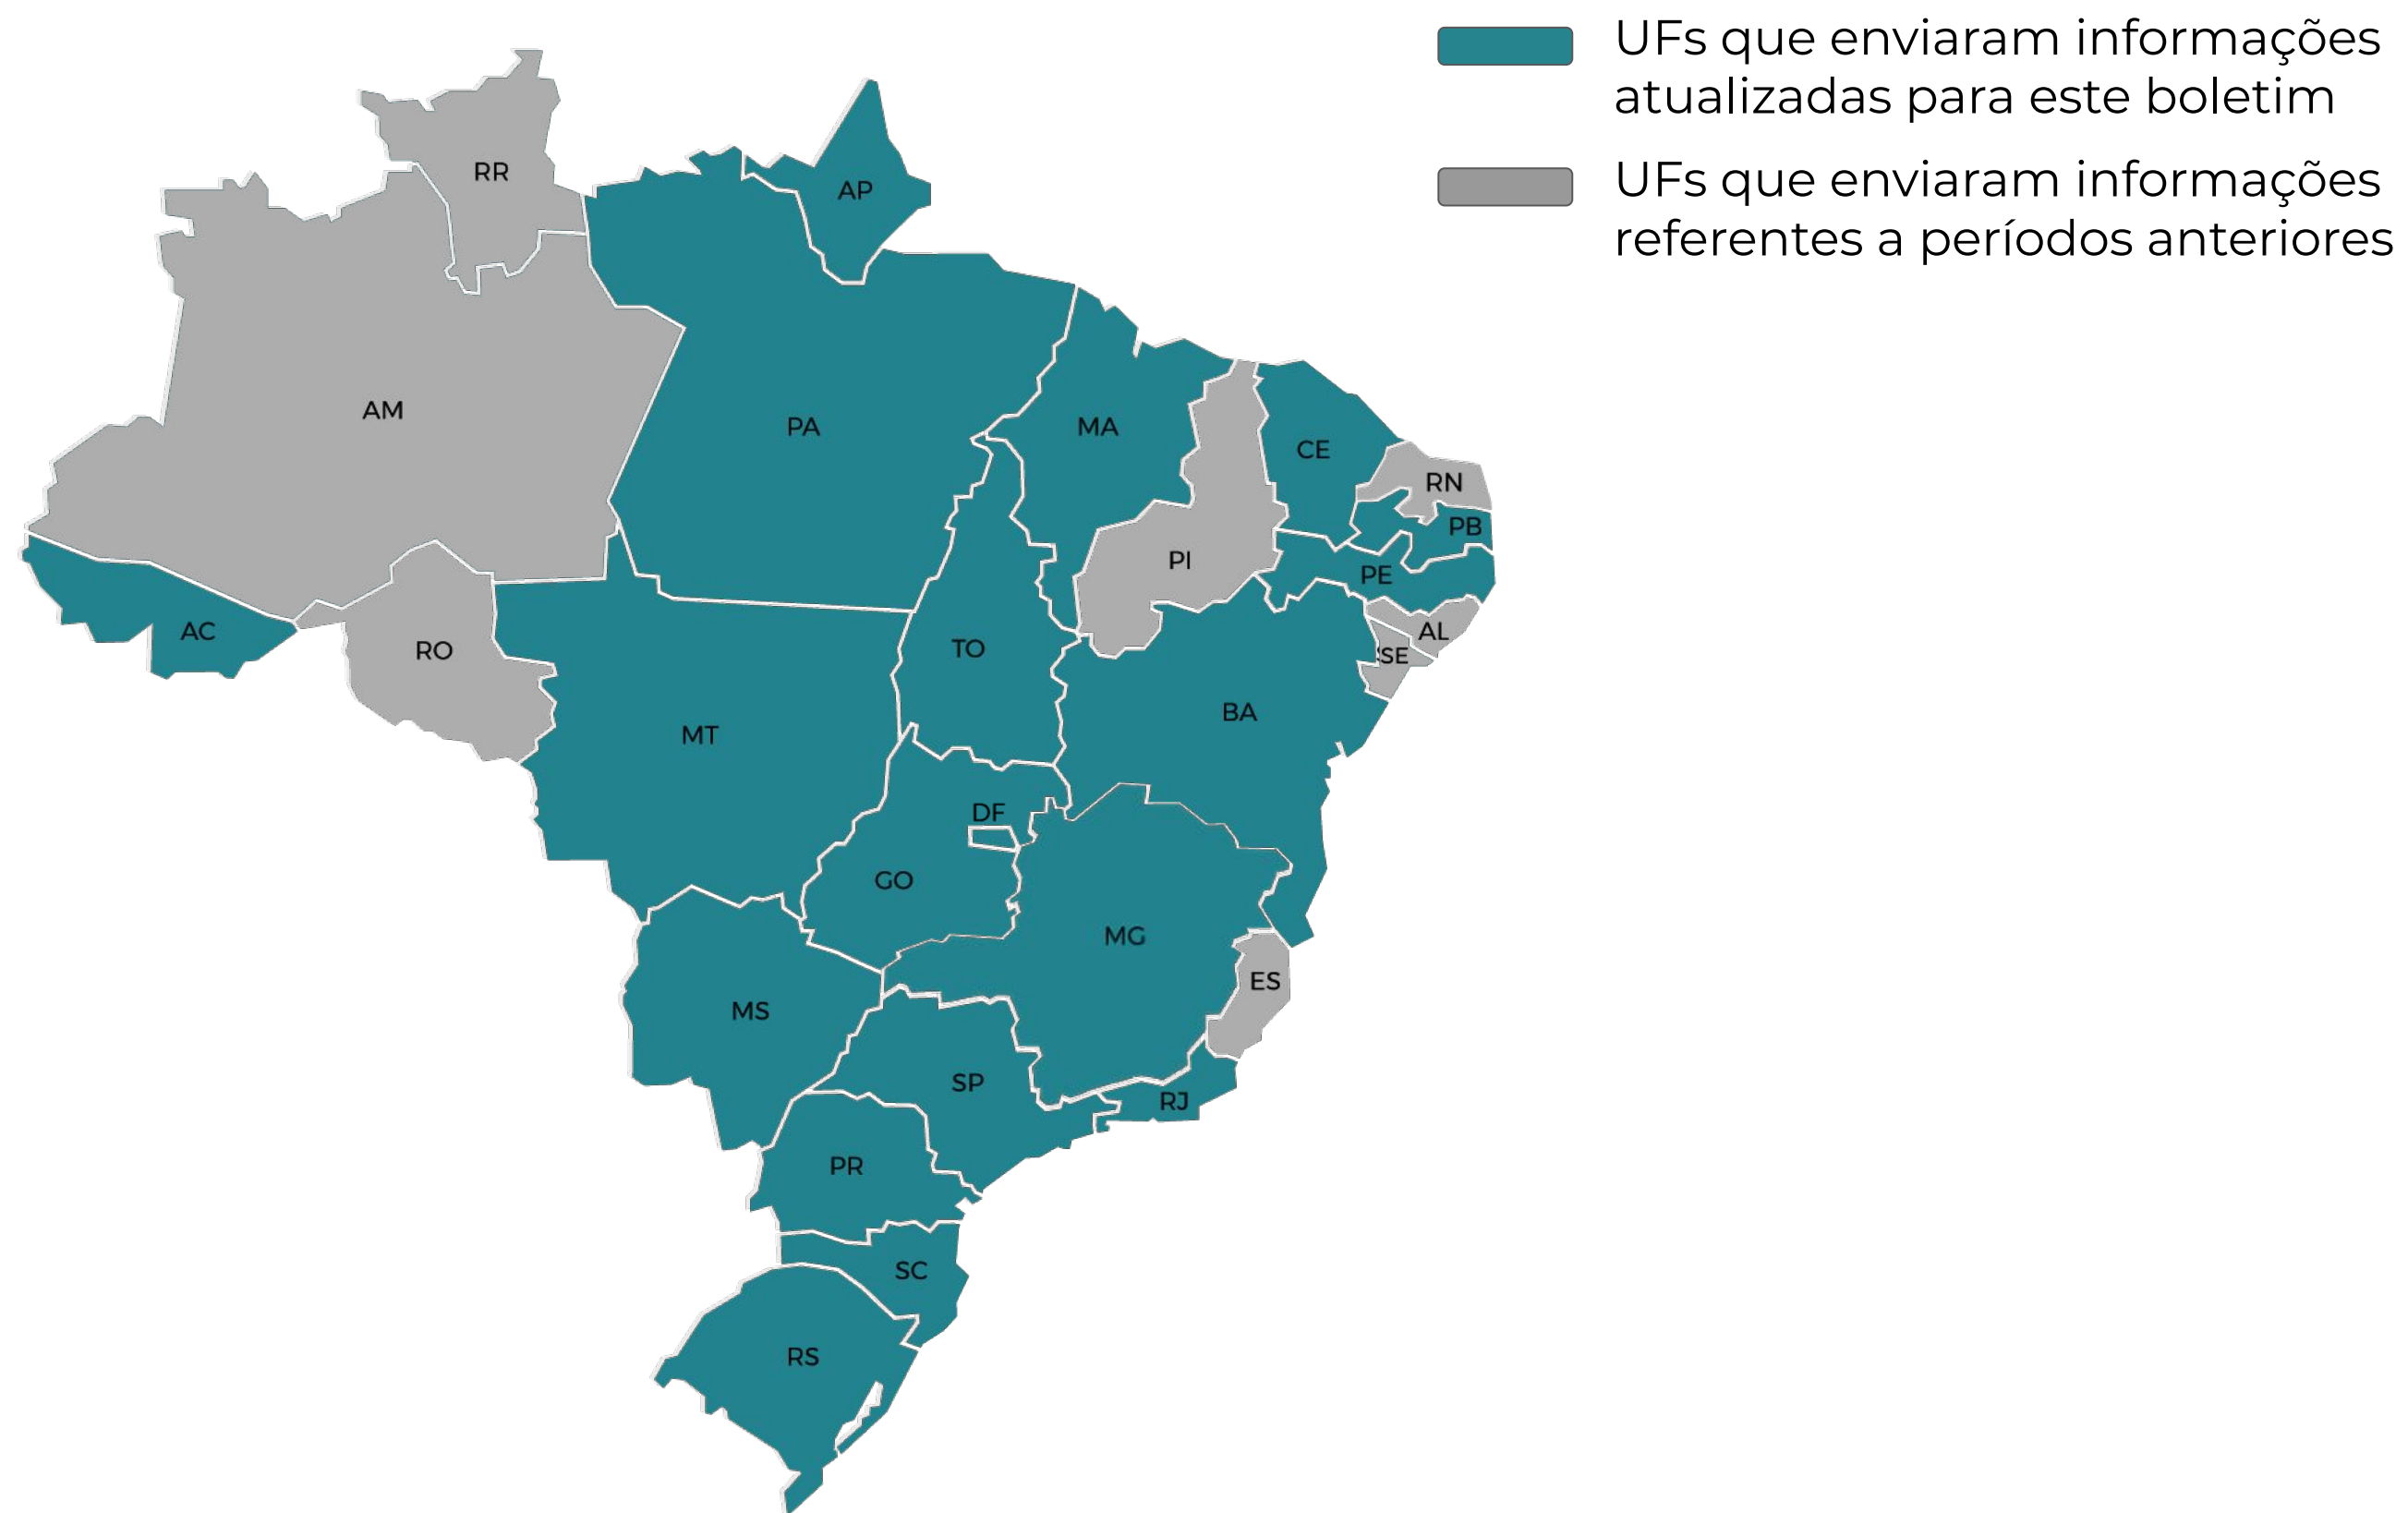 UFs que enviaram informações
atualizadas para este boletim
UFs que enviaram informações
referentes a períodos anteriores
RR
AP
AM
PA
MA
CE
RN
PB
PI
PE
AC
RO
TO
AL
SE
BA
MT
DF
GO
MG
ES
MS
SP
RJ
PR
SC
RS